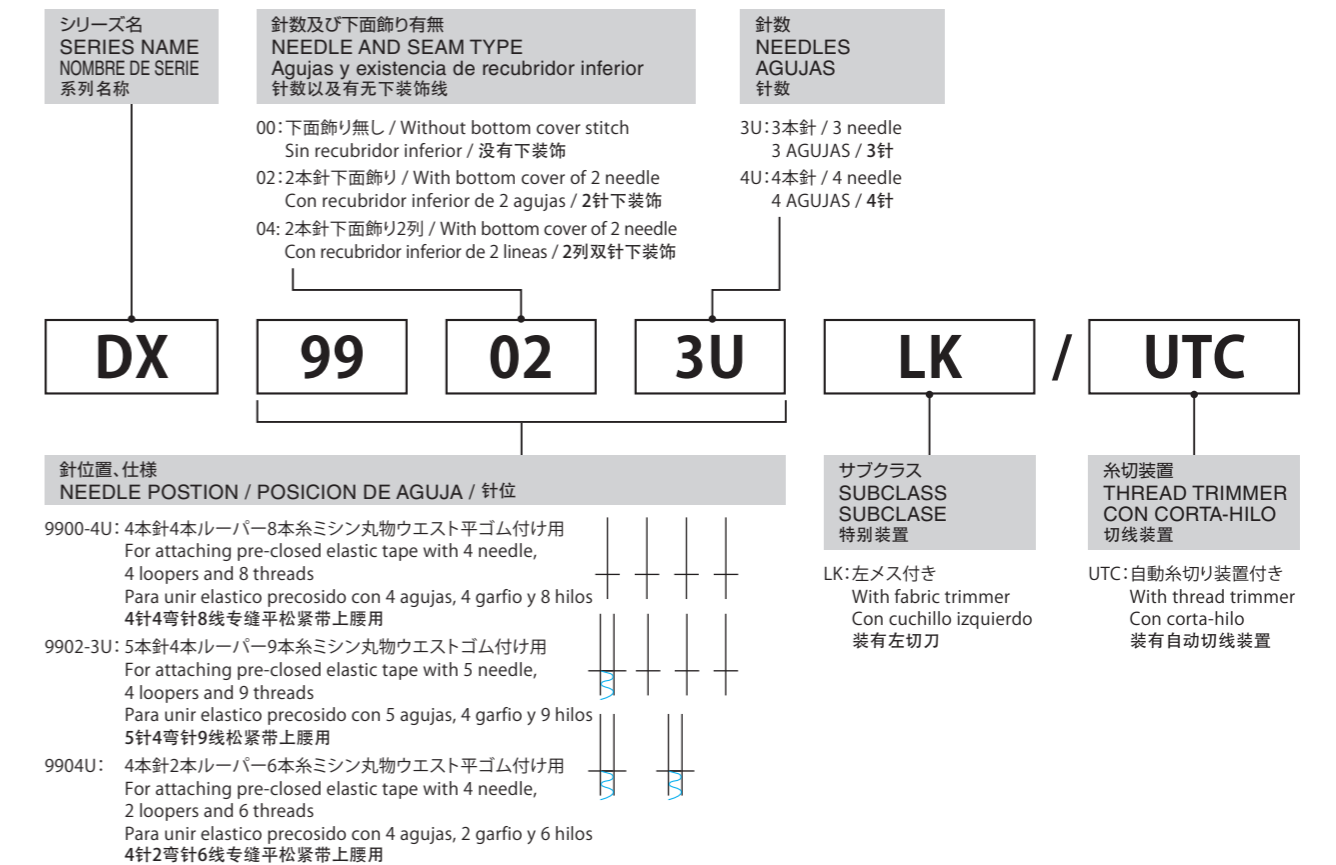 シリーズ名
SERIES NAME
NOMBRE DE SERIE
系列名称
針数及び下面飾り有無
NEEDLE AND SEAM TYPE
Agujas y existencia de recubridor inferior
针数以及有无下装饰线
針数
NEEDLES
AGUJAS
针数
00:下面飾り無し / Without bottom cover stitch
Sin recubridor inferior / 没有下装饰
02:2本針下面飾り / With bottom cover of 2 needle
Con recubridor inferior de 2 agujas / 2针下装饰
04: 2本針下面飾り2列 / With bottom cover of 2 needle
Con recubridor inferior de 2 lineas / 2列双针下装饰
3U:3本針 / 3 needle
3 AGUJAS / 3针
4U:4本針 / 4 needle
4 AGUJAS / 4针
DX 99 02 3U LK / UTC
針位置、仕様
NEEDLE POSTION / POSICION DE AGUJA / 针位
9900-4U:4本針4本ルーパー8本糸ミシン丸物ウエスト平ゴム付け用
For attaching pre-closed elastic tape with 4 needle,
4 loopers and 8 threads
Para unir elastico precosido con 4 agujas, 4 garfio y 8 hilos
4针4弯针8线专缝平松紧带上腰用
9902-3U:5本針4本ルーパー9本糸ミシン丸物ウエストゴム付け用
For attaching pre-closed elastic tape with 5 needle,
4 loopers and 9 threads
Para unir elastico precosido con 5 agujas, 4 garfio y 9 hilos
5针4弯针9线松紧带上腰用
9904U: 4本針2本ルーパー6本糸ミシン丸物ウエスト平ゴム付け用
For attaching pre-closed elastic tape with 4 needle,
2 loopers and 6 threads
Para unir elastico precosido con 4 agujas, 2 garfio y 6 hilos
4针2弯针6线专缝平松紧带上腰用
サブクラス
SUBCLASS
SUBCLASE
特别装置
LK:左メス付き
With fabric trimmer
Con cuchillo izquierdo
装有左切刀
糸切装置
THREAD TRIMMER
CON CORTA-HILO
切线装置
UTC:自動糸切り装置付き
With thread trimmer
Con corta-hilo
装有自动切线装置